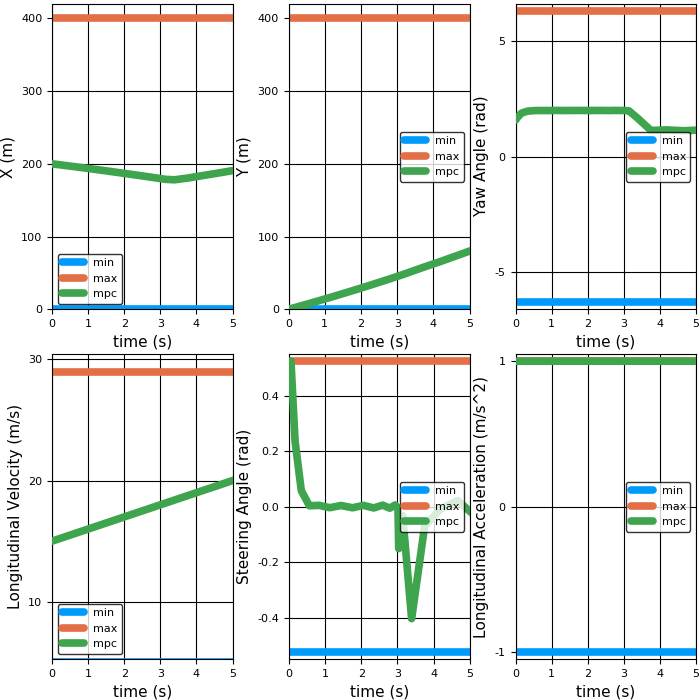 X (m)
400
300
200
100
0
min
max
mpc
0 1 2 3 4 5
time (s)
Y (m)
400
300
200
100
0
min
max
mpc
0 1 2 3 4 5
time (s)
Yaw Angle (rad)
5
0
-5
min
max
mpc
0 1 2 3 4 5
time (s)
Longitudinal Velocity (m/s)
30
20
10
min
max
mpc
0 1 2 3 4 5
time (s)
Steering Angle (rad)
0.4
0.2
0.0
-0.2
-0.4
min
max
mpc
0 1 2 3 4 5
time (s)
Longitudinal Acceleration (m/s^2)
1
0
-1
min
max
mpc
0 1 2 3 4 5
time (s)